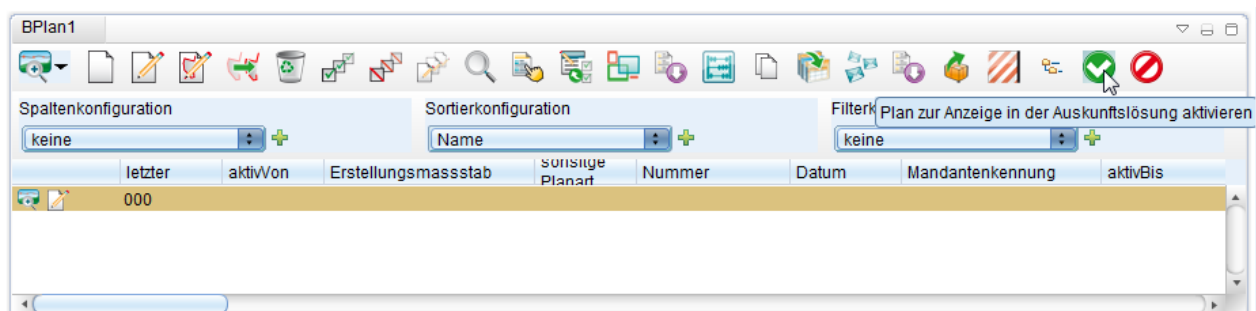 BPlan1
Spaltenkonfiguration
Sortierkonfiguration
Filterk
Plan zur Anzeige in der Auskunftslösung aktivieren
keine
Name
keine
letzter
aktivVon
Erstellungsmassstab
sonsitge
Planart
Nummer
Datum
Mandantenkennung
aktivBis
000